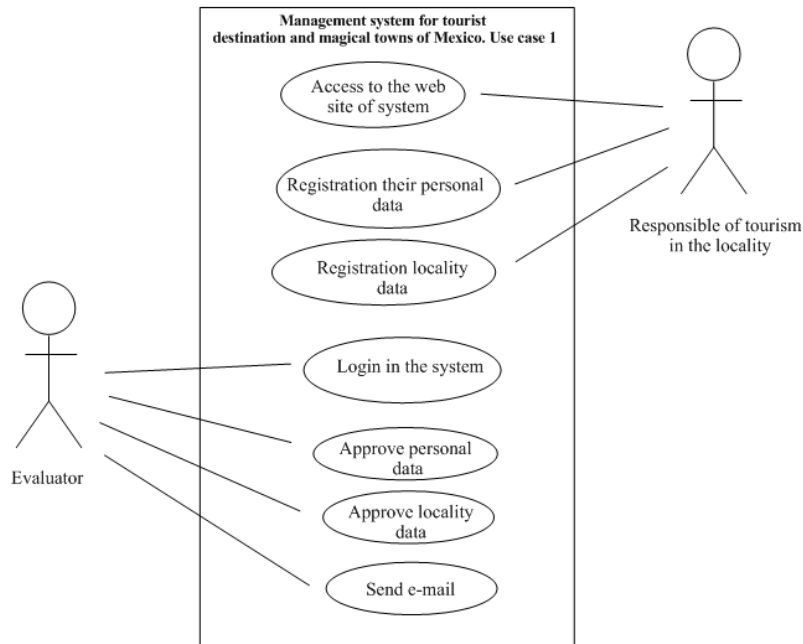 Management system for tourist
destination and magical towns of Mexico. Use case 1
Access to the web
site of system
Registration their personal
data
Responsible of tourism
in the locality
Registration locality
data
Login in the system
Approve personal
data
Evaluator
Approve locality
data
Send e-mail